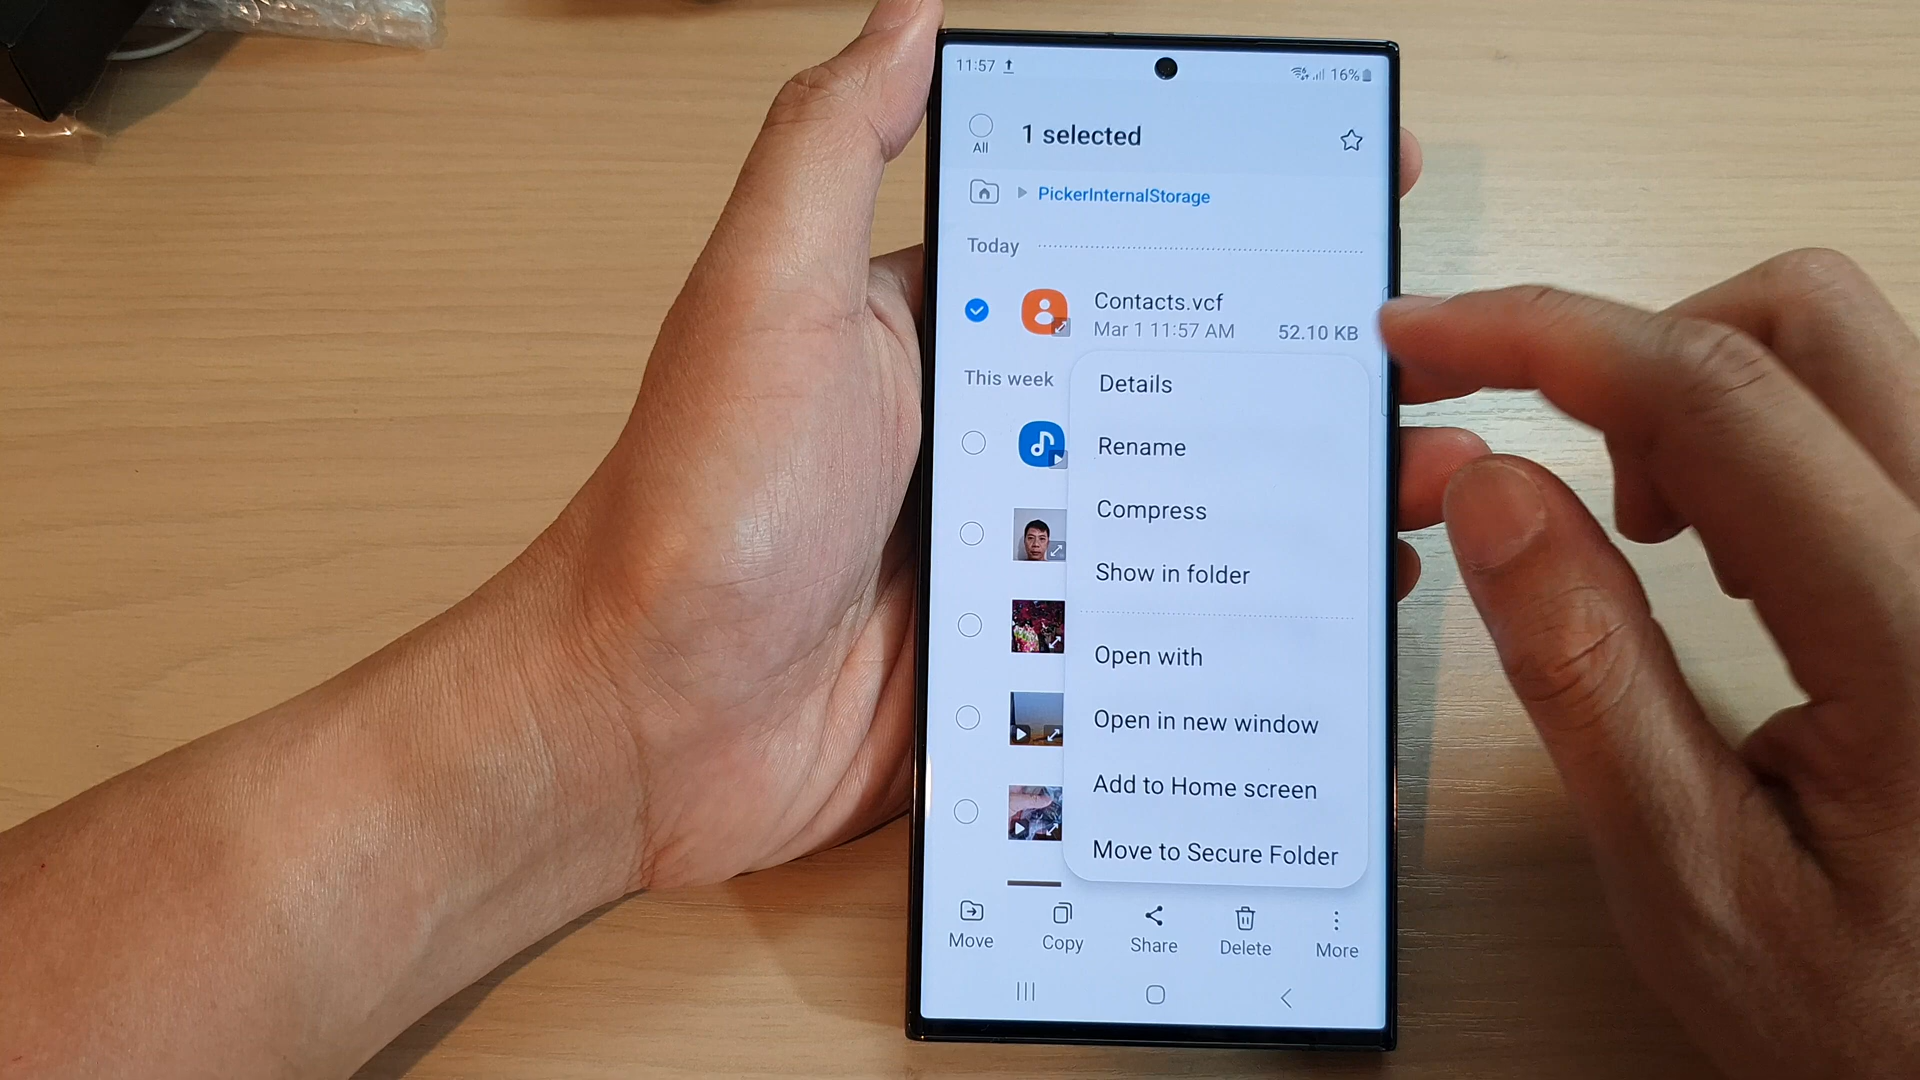 11:57
16%
1 selected
All
PickerInternalStorage
Today
Contacts.vcf
Mar 1 11:57 AM 52.10 KB
This week
Details
Rename
Compress
Show in folder
Open with
Open in new window
Add to Home screen
Move to Secure Folder
Move Copy Share Delete More